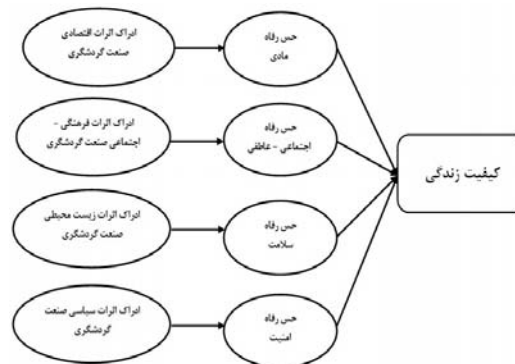 ادراک اثرات اقتصادی
صنعت گردشگری
حس رفاه
مادی
ادراک اثرات فرهنگی -
اجتماعی صنعت گردشگری
حس رفاه
اجتماعی - عاطفی
کیفیت زندگی
ادراک اثرات زیست محیطی
صنعت گردشگری
حس رفاه
سلامت
ادراک اثرات سیاسی صنعت
گردشگری
حس رفاه
امنیت